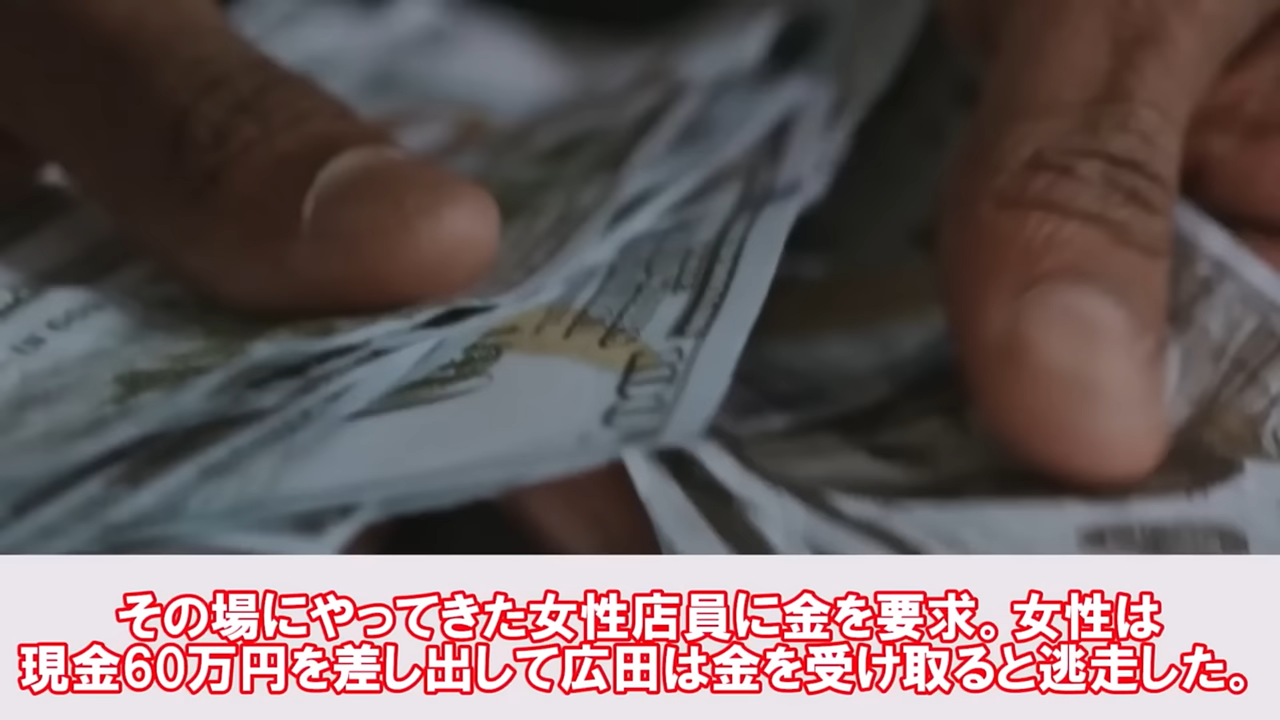 その場にやってきた女性店員に金を要求。女性は
現金60万円を差し出して広田は金を受け取ると逃走した。